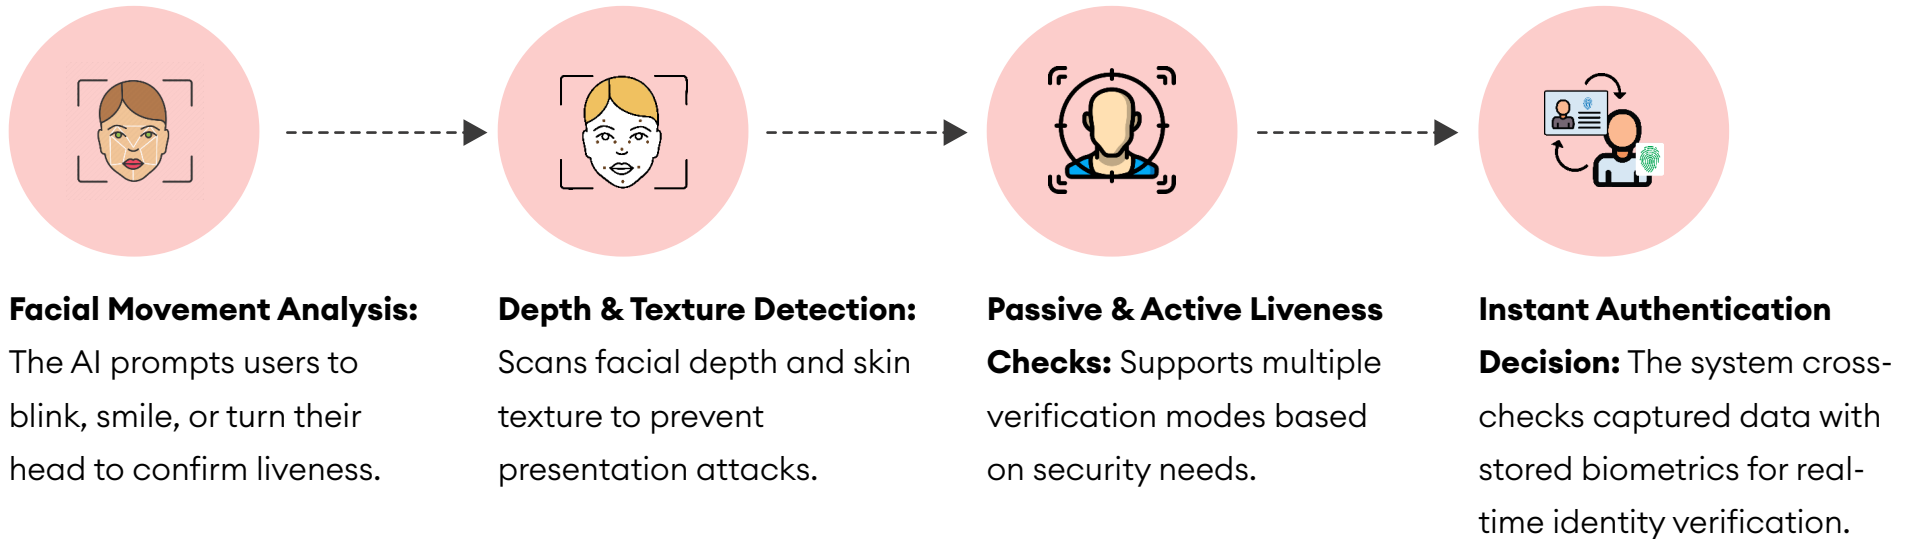 Facial Movement Analysis:
The AI prompts users to
blink, smile, or turn their
head to confirm liveness.
Depth & Texture Detection:
Scans facial depth and skin
texture to prevent
presentation attacks.
Passive & Active Liveness
Checks: Supports multiple
verification modes based
on security needs.
Instant Authentication
Decision: The system cross-
checks captured data with
stored biometrics for real-
time identity verification.